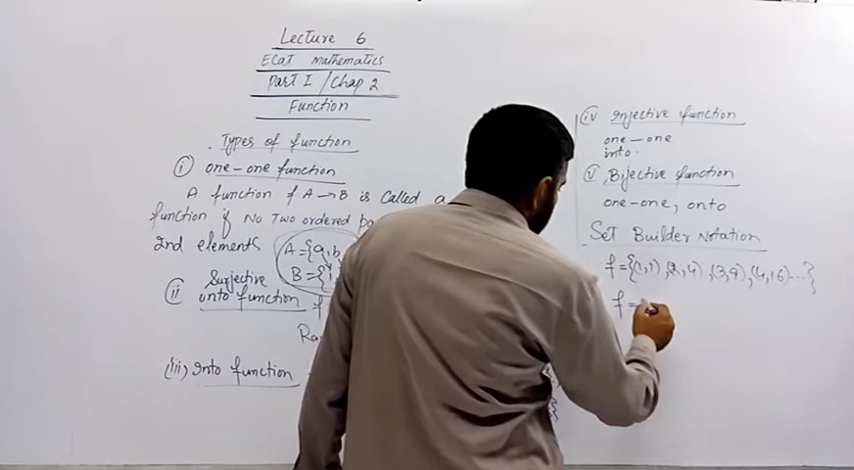 Lecture 6
ECAT Mathematics
Part I / Chap 2
Function
Types of function
(i) one-one function
A function f A → B is called a
function if No Two ordered pa
2nd elements A = {a, b
B = {1,
(ii) Surjective
onto function f
Ra
(iii) Into function
(iv) Injective function
one-one
into.
(v) Bijective function
one-one, onto
Set Builder Notation
f = {(1,1), (2,4), (3,9), (4,16)...}
f =